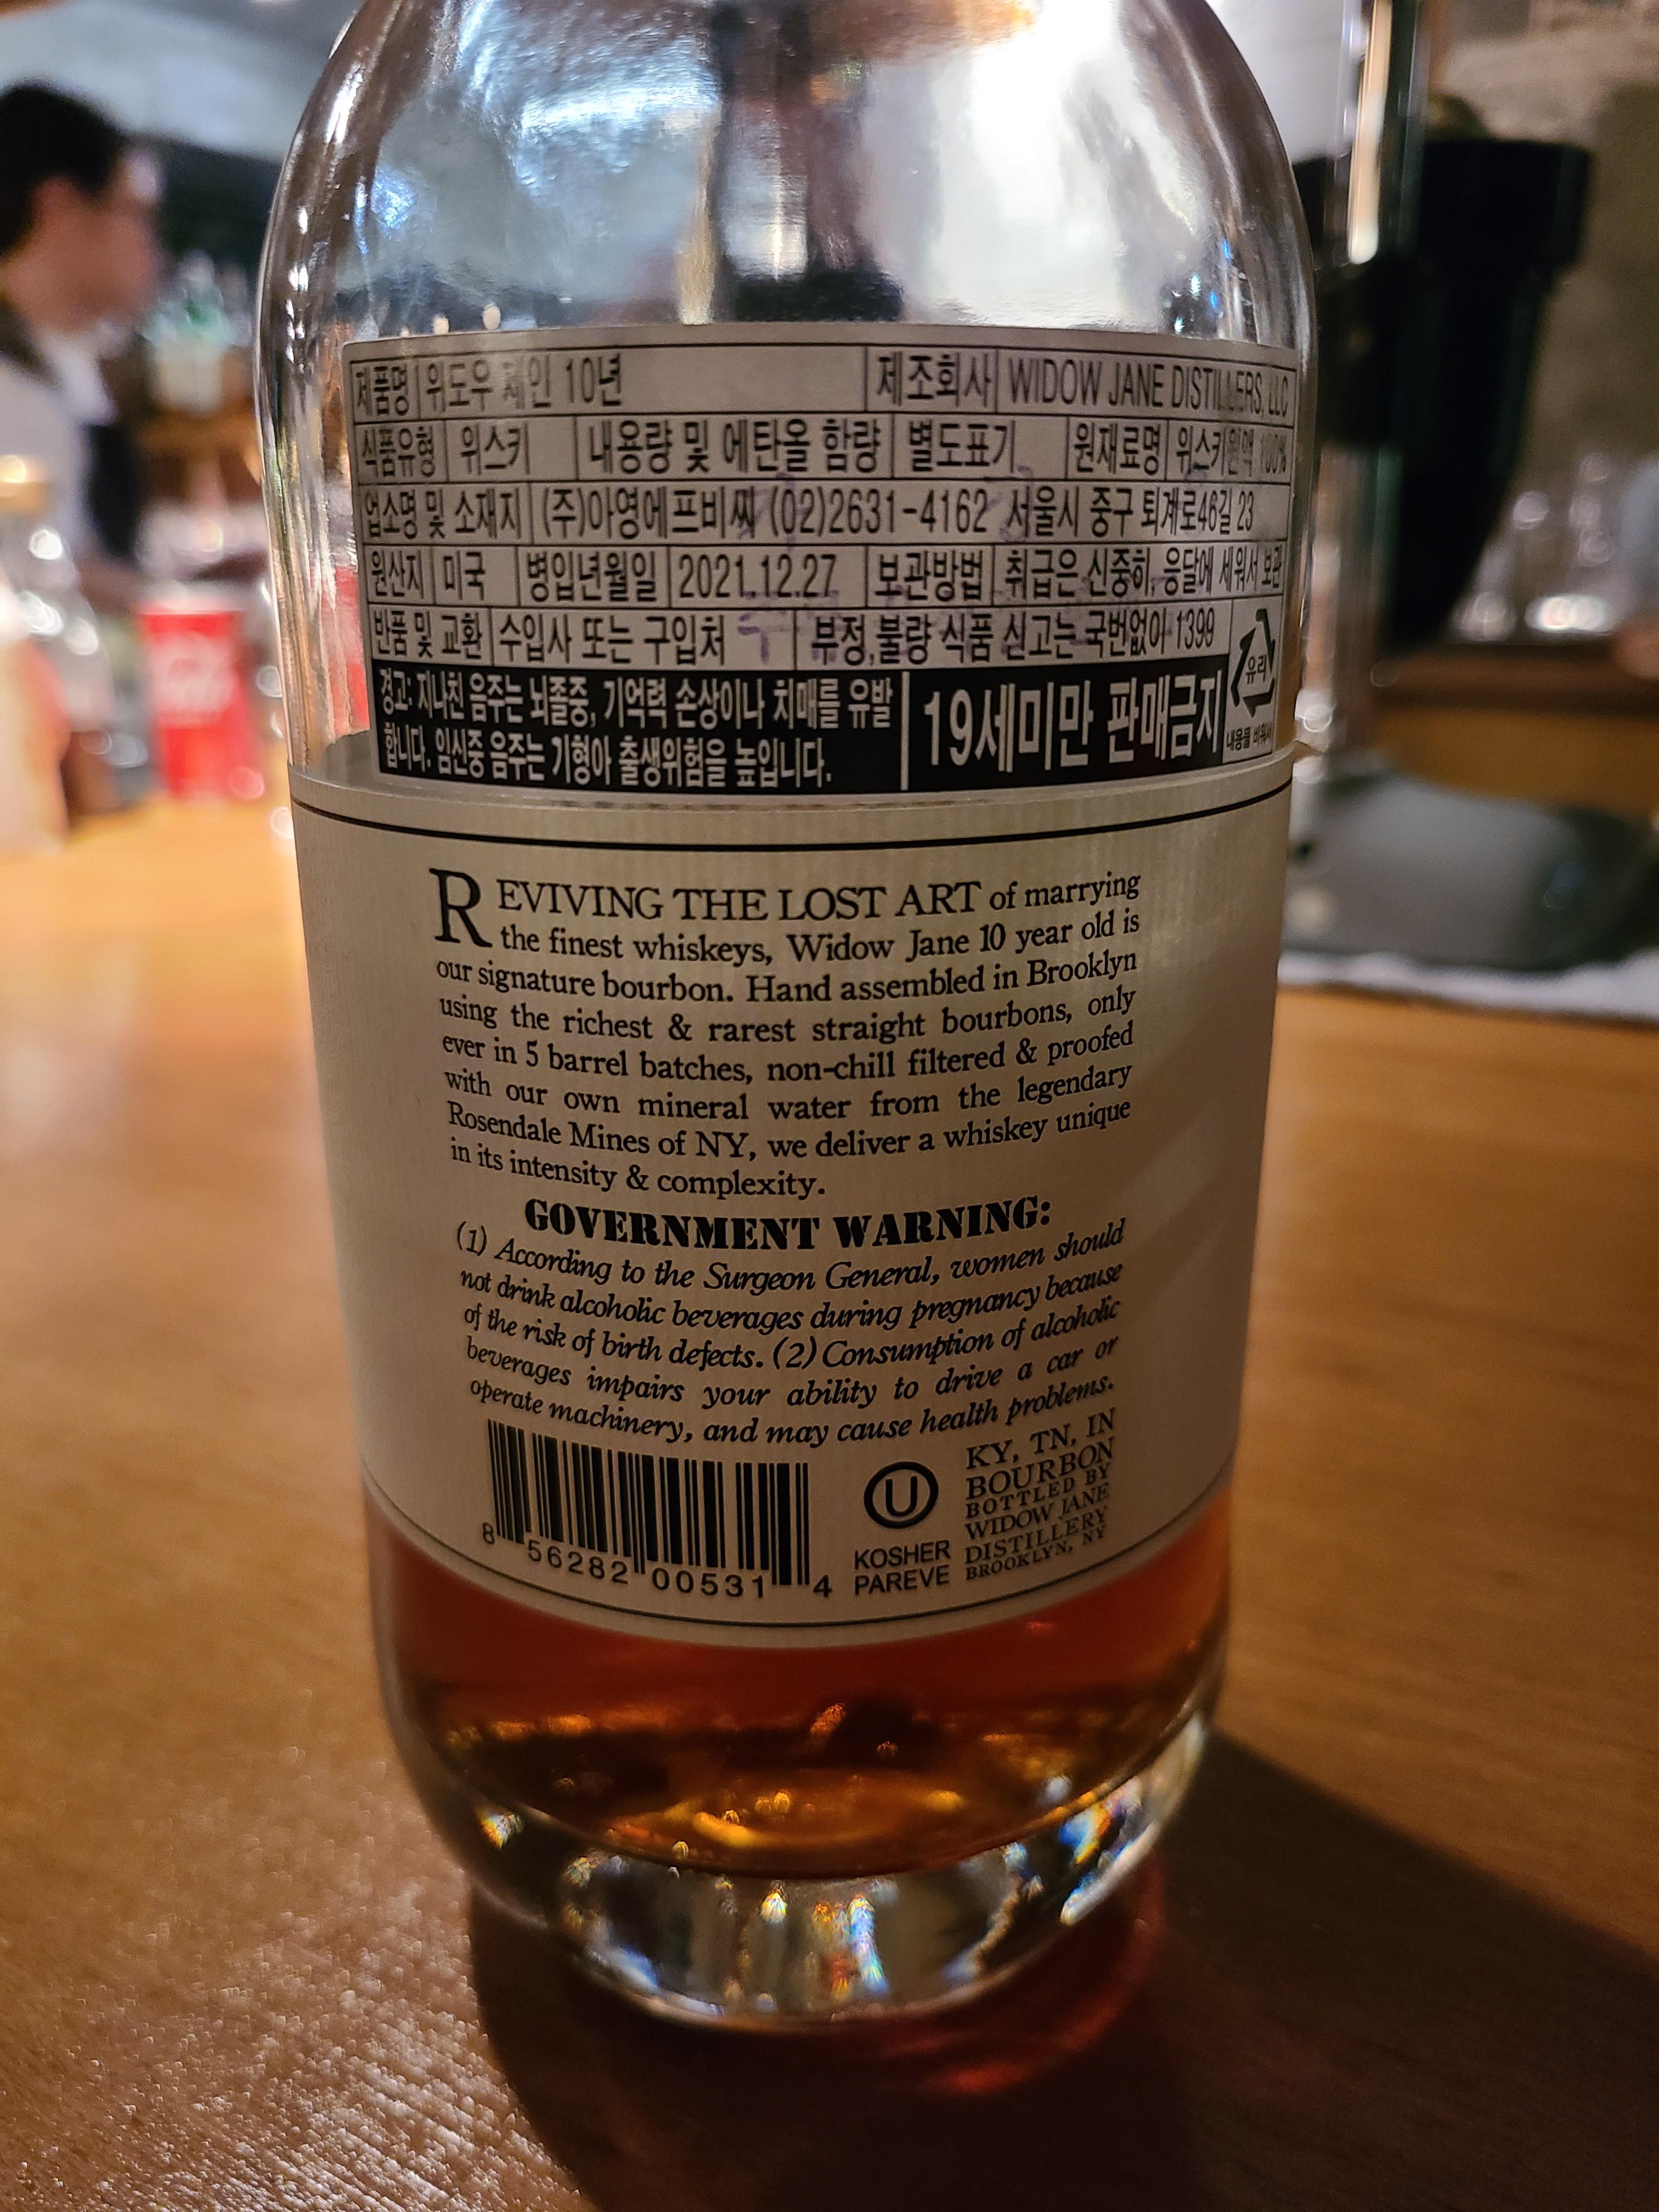 제품명 위도우 제인 10년 제조회사 WIDOW JANE DISTILLERS, LLC
식품유형 위스키 내용량 및 에탄올 함량 별도표기 원재료명 위스키원액 100%
업소명 및 소재지 (주)아영에프비씨 (02)2631-4162 서울시 중구 퇴계로46길 23
원산지 미국 병입년월일 2021.12.27 보관방법 취급은 신중히, 응달에 세워서 보관
반품 및 교환 수입사 또는 구입처 부정,불량 식품 신고는 국번없이 1399
유리
경고: 지나친 음주는 뇌졸중, 기억력 손상이나 치매를 유발
합니다. 임신중 음주는 기형아 출생위험을 높입니다.
19세미만 판매금지
내용물 비워서
REVIVING THE LOST ART of marrying
the finest whiskeys, Widow Jane 10 year old is
our signature bourbon. Hand assembled in Brooklyn
using the richest & rarest straight bourbons, only
ever in 5 barrel batches, non-chill filtered & proofed
with our own mineral water from the legendary
Rosendale Mines of NY, we deliver a whiskey unique
in its intensity & complexity.
GOVERNMENT WARNING:
(1) According to the Surgeon General, women should
not drink alcoholic beverages during pregnancy because
of the risk of birth defects. (2) Consumption of alcoholic
beverages impairs your ability to drive a car or
operate machinery, and may cause health problems.
8 56282 00531 4
U
KOSHER
PAREVE
KY, TN, IN
BOURBON
BOTTLED BY
WIDOW JANE
DISTILLERY
BROOKLYN, NY